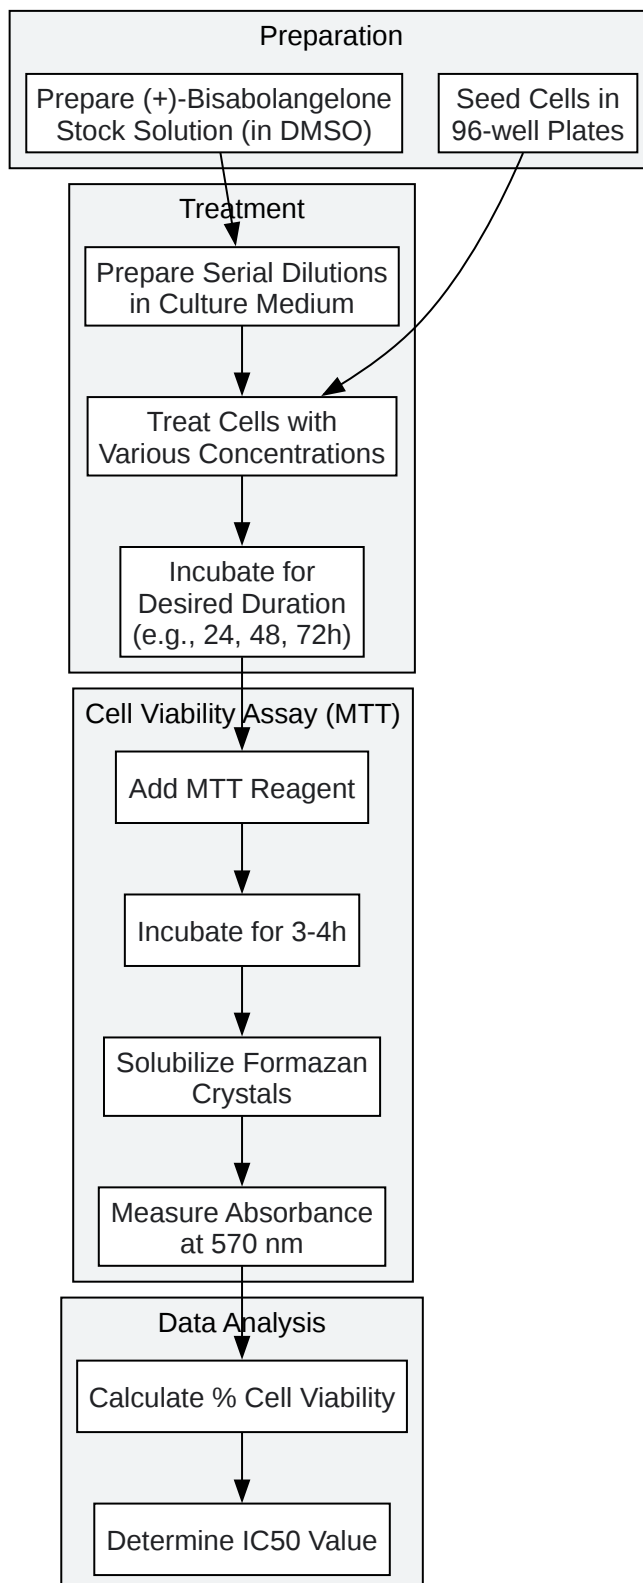 Preparation
Prepare (+)-Bisabolangelone
Stock Solution (in DMSO)
Seed Cells in
96-well Plates
Treatment
Prepare Serial Dilutions
in Culture Medium
Treat Cells with
Various Concentrations
Incubate for
Desired Duration
(e.g., 24, 48, 72h)
Cell Viability Assay (MTT)
Add MTT Reagent
Incubate for 3-4h
Solubilize Formazan
Crystals
Measure Absorbance
at 570 nm
Data Analysis
Calculate % Cell Viability
Determine IC50 Value